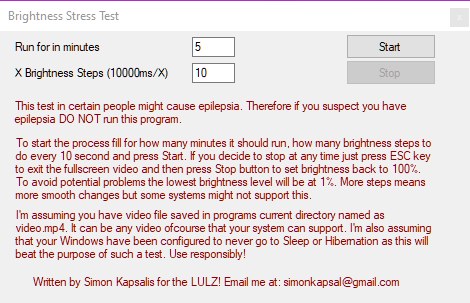 Brightness Stress Test
Run for in minutes 5 Start
X Brightness Steps (10000ms/X) 10 Stop
This test in certain people might cause epilepsia. Therefore if you suspect you have
epilepsia DO NOT run this program.
To start the process fill for how many minutes it should run, how many brightness steps to
do every 10 second and press Start. If you decide to stop at any time just press ESC key
to exit the fullscreen video and then press Stop button to set brightness back to 100%.
To avoid potential problems the lowest brightness level will be at 1%. More steps means
more smooth changes but some systems might not support this.
I'm assuming you have video file saved in programs current directory named as
video.mp4. It can be any video ofcourse that your system can support. I'm also assuming
that your Windows have been configured to never go to Sleep or Hibernation as this will
beat the purpose of such a test. Use responsibly!
Written by Simon Kapsalis for the LULZ! Email me at: simonkapsal@gmail.com